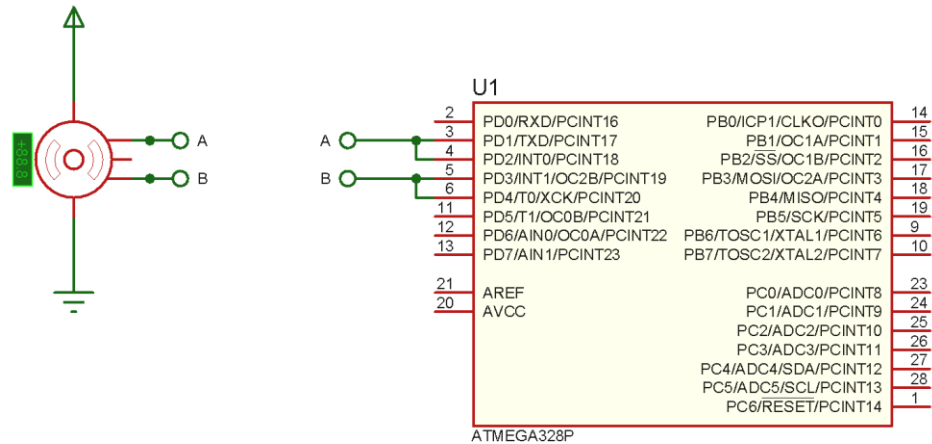 U1
A
B
+88.8
A
B
2 PD0/RXD/PCINT16 PB0/ICP1/CLKO/PCINT0 14
3 PD1/TXD/PCINT17 PB1/OC1A/PCINT1 15
4 PD2/INT0/PCINT18 PB2/SS/OC1B/PCINT2 16
5 PD3/INT1/OC2B/PCINT19 PB3/MOSI/OC2A/PCINT3 17
6 PD4/T0/XCK/PCINT20 PB4/MISO/PCINT4 18
11 PD5/T1/OC0B/PCINT21 PB5/SCK/PCINT5 19
12 PD6/AIN0/OC0A/PCINT22 PB6/TOSC1/XTAL1/PCINT6 9
13 PD7/AIN1/PCINT23 PB7/TOSC2/XTAL2/PCINT7 10
21 AREF PC0/ADC0/PCINT8 23
20 AVCC PC1/ADC1/PCINT9 24
PC2/ADC2/PCINT10 25
PC3/ADC3/PCINT11 26
PC4/ADC4/SDA/PCINT12 27
PC5/ADC5/SCL/PCINT13 28
PC6/RESET/PCINT14 1
ATMEGA328P